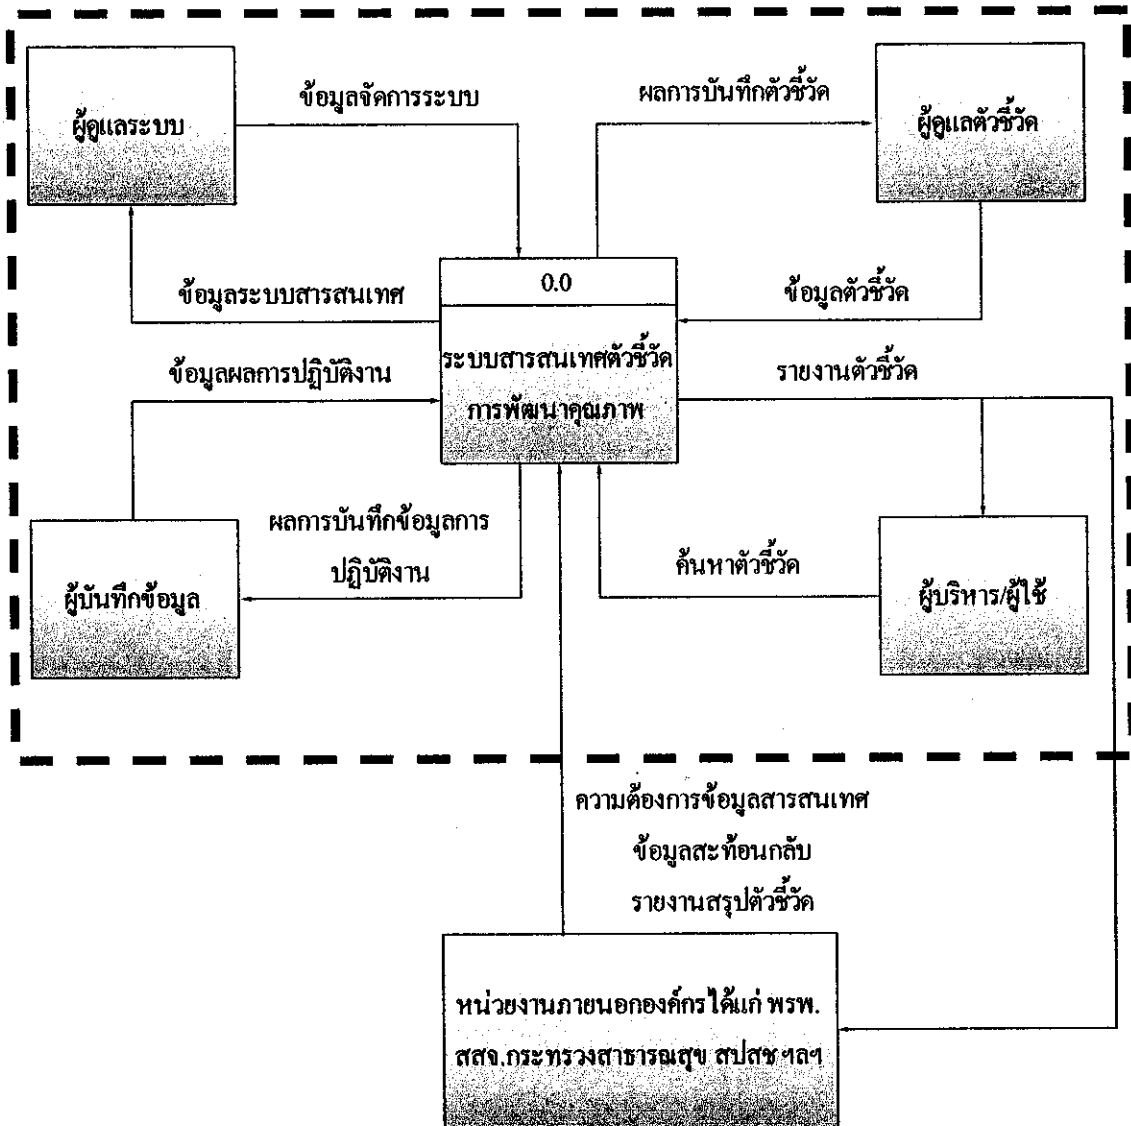 ข้อมูลจัดการระบบ
ผลการบันทึกตัวชี้วัด
ผู้ดูแลระบบ
ผู้ดูแลตัวชี้วัด
0.0
ข้อมูลระบบสารสนเทศ
ข้อมูลตัวชี้วัด
ระบบสารสนเทศตัวชี้วัด
การพัฒนาคุณภาพ
ข้อมูลผลการปฏิบัติงาน
รายงานตัวชี้วัด
ผลการบันทึกข้อมูลการ
ปฏิบัติงาน
ค้นหาตัวชี้วัด
ผู้บันทึกข้อมูล
ผู้บริหาร/ผู้ใช้
ความต้องการข้อมูลสารสนเทศ
ข้อมูลสะท้อนกลับ
รายงานสรุปตัวชี้วัด
หน่วยงานภายนอกองค์กร ได้แก่ พรพ.
สสจ.กระทรวงสาธารณสุข สปสช ฯลฯ